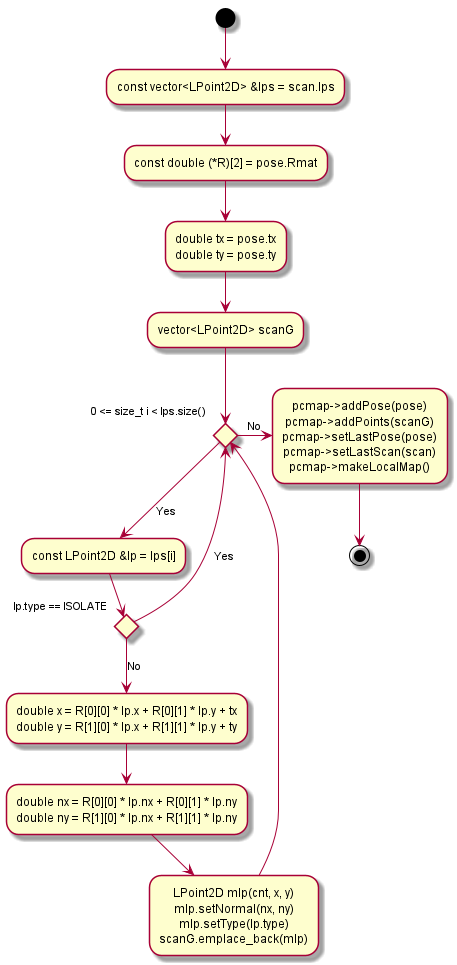 const vector<LPoint2D> &lps = scan.lps
const double (*R)[2] = pose.Rmat
double tx = pose.tx
double ty = pose.ty
vector<LPoint2D> scanG
0 <= size_t i < lps.size()
No
pcmap->addPose(pose)
pcmap->addPoints(scanG)
pcmap->setLastPose(pose)
pcmap->setLastScan(scan)
pcmap->makeLocalMap()
Yes
const LPoint2D &lp = lps[i]
Yes
lp.type == ISOLATE
No
double x = R[0][0] * lp.x + R[0][1] * lp.y + tx
double y = R[1][0] * lp.x + R[1][1] * lp.y + ty
double nx = R[0][0] * lp.nx + R[0][1] * lp.ny
double ny = R[1][0] * lp.nx + R[1][1] * lp.ny
LPoint2D mlp(cnt, x, y)
mlp.setNormal(nx, ny)
mlp.setType(lp.type)
scanG.emplace_back(mlp)